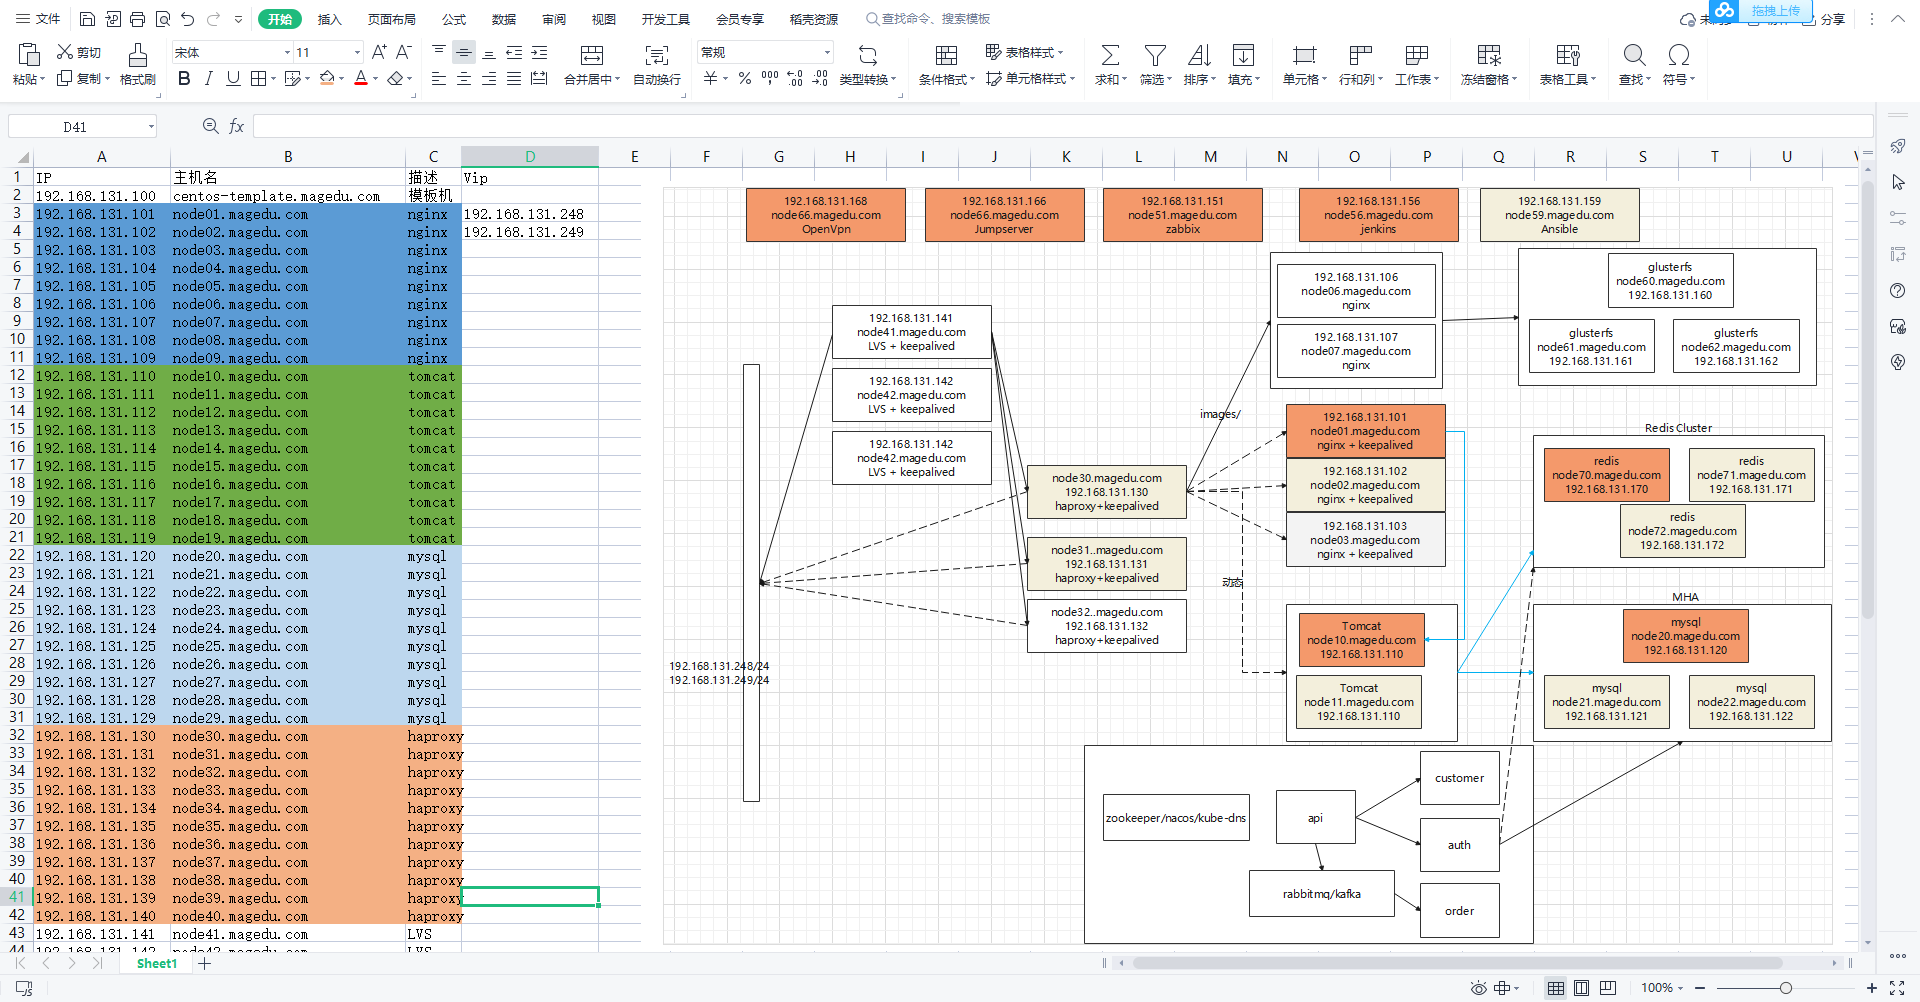 文件 开始 插入 页面布局 公式 数据 审阅 视图 开发工具 会员专享 稻壳资源 查找命令、搜索模板 拖拽上传 分享
剪切 宋体 11 常规 表格样式
粘贴 复制 格式刷 合并居中 自动换行 类型转换 条件格式 单元格样式 求和 筛选 排序 填充 单元格 行和列 工作表 冻结窗格 表格工具 查找 符号
D41 fx
A B C D E F G H I J K L M N O P Q R S T U
1 IP 主机名 描述 Vip
2 192.168.131.100 centos-template.magedu.com 模板机
3 192.168.131.101 node01.magedu.com nginx 192.168.131.248
4 192.168.131.102 node02.magedu.com nginx 192.168.131.249
5 192.168.131.103 node03.magedu.com nginx
6 192.168.131.104 node04.magedu.com nginx
7 192.168.131.105 node05.magedu.com nginx
8 192.168.131.106 node06.magedu.com nginx
9 192.168.131.107 node07.magedu.com nginx
10 192.168.131.108 node08.magedu.com nginx
11 192.168.131.109 node09.magedu.com nginx
12 192.168.131.110 node10.magedu.com tomcat
13 192.168.131.111 node11.magedu.com tomcat
14 192.168.131.112 node12.magedu.com tomcat
15 192.168.131.113 node13.magedu.com tomcat
16 192.168.131.114 node14.magedu.com tomcat
17 192.168.131.115 node15.magedu.com tomcat
18 192.168.131.116 node16.magedu.com tomcat
19 192.168.131.117 node17.magedu.com tomcat
20 192.168.131.118 node18.magedu.com tomcat
21 192.168.131.119 node19.magedu.com tomcat
22 192.168.131.120 node20.magedu.com mysql
23 192.168.131.121 node21.magedu.com mysql
24 192.168.131.122 node22.magedu.com mysql
25 192.168.131.123 node23.magedu.com mysql
26 192.168.131.124 node24.magedu.com mysql
27 192.168.131.125 node25.magedu.com mysql
28 192.168.131.126 node26.magedu.com mysql
29 192.168.131.127 node27.magedu.com mysql
30 192.168.131.128 node28.magedu.com mysql
31 192.168.131.129 node29.magedu.com mysql
32 192.168.131.130 node30.magedu.com haproxy
33 192.168.131.131 node31.magedu.com haproxy
34 192.168.131.132 node32.magedu.com haproxy
35 192.168.131.133 node33.magedu.com haproxy
36 192.168.131.134 node34.magedu.com haproxy
37 192.168.131.135 node35.magedu.com haproxy
38 192.168.131.136 node36.magedu.com haproxy
39 192.168.131.137 node37.magedu.com haproxy
40 192.168.131.138 node38.magedu.com haproxy
41 192.168.131.139 node39.magedu.com haproxy
42 192.168.131.140 node40.magedu.com haproxy
43 192.168.131.141 node41.magedu.com LVS
44 192.168.131.142 node42.magedu.com LVS
192.168.131.168
node66.magedu.com
OpenVpn
192.168.131.166
node66.magedu.com
Jumpserver
192.168.131.151
node51.magedu.com
zabbix
192.168.131.156
node56.magedu.com
jenkins
192.168.131.159
node59.magedu.com
Ansible
192.168.131.106
node06.magedu.com
nginx
192.168.131.107
node07.magedu.com
nginx
glusterfs
node60.magedu.com
192.168.131.160
glusterfs
node61.magedu.com
192.168.131.161
glusterfs
node62.magedu.com
192.168.131.162
192.168.131.141
node41.magedu.com
LVS + keepalived
192.168.131.142
node42.magedu.com
LVS + keepalived
192.168.131.142
node42.magedu.com
LVS + keepalived
images/
192.168.131.101
node01.magedu.com
nginx + keepalived
192.168.131.102
node02.magedu.com
nginx + keepalived
192.168.131.103
node03.magedu.com
nginx + keepalived
Redis Cluster
redis
node70.magedu.com
192.168.131.170
redis
node71.magedu.com
192.168.131.171
redis
node72.magedu.com
192.168.131.172
node30.magedu.com
192.168.131.130
haproxy+keepalived
node31..magedu.com
192.168.131.131
haproxy+keepalived
node32..magedu.com
192.168.131.132
haproxy+keepalived
动态
192.168.131.248/24
192.168.131.249/24
Tomcat
node10.magedu.com
192.168.131.110
Tomcat
node11.magedu.com
192.168.131.110
MHA
mysql
node20.magedu.com
192.168.131.120
mysql
node21.magedu.com
192.168.131.121
mysql
node22.magedu.com
192.168.131.122
zookeeper/nacos/kube-dns
api
customer
auth
rabbitmq/kafka
order
Sheet1
100%